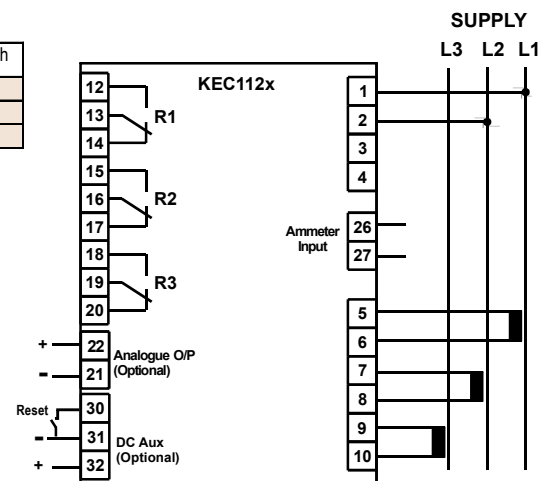 SUPPLY
L3 L2 L1
h
KEC112x
12
13
14
R1
15
16
17
R2
18
19
20
R3
22
21
+
-
Analogue O/P
(Optional)
30
31
32
Reset
-
+
DC Aux
(Optional)
1
2
3
4
Ammeter
Input
26
27
5
6
7
8
9
10